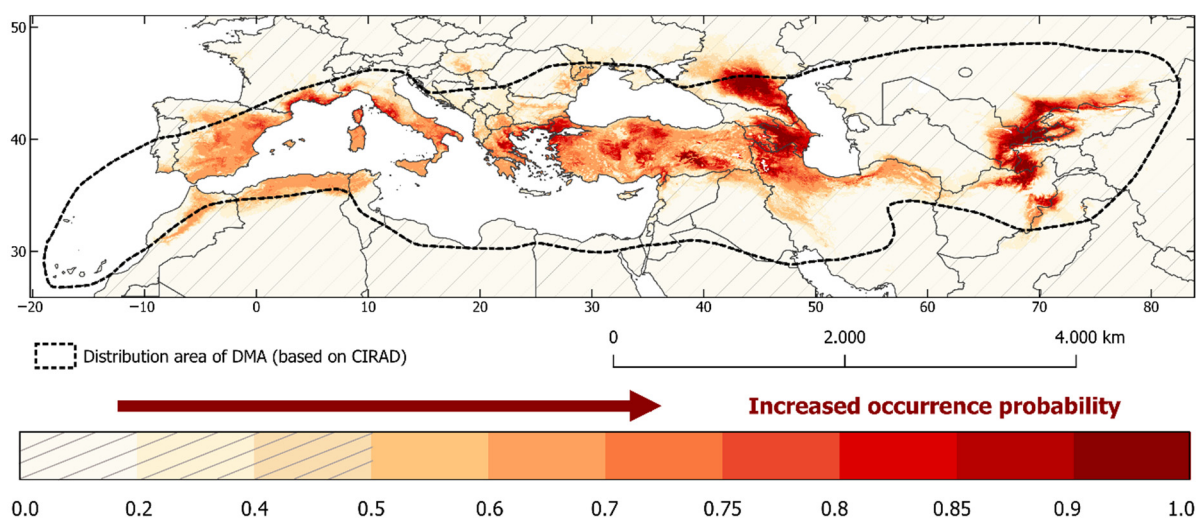 50
40
30
−20 −10 0 10 20 30 40 50 60 70 80
Distribution area of DMA (based on CIRAD)
0 2.000 4.000 km
Increased occurrence probability
0.0 0.2 0.4 0.5 0.6 0.7 0.75 0.8 0.85 0.9 1.0